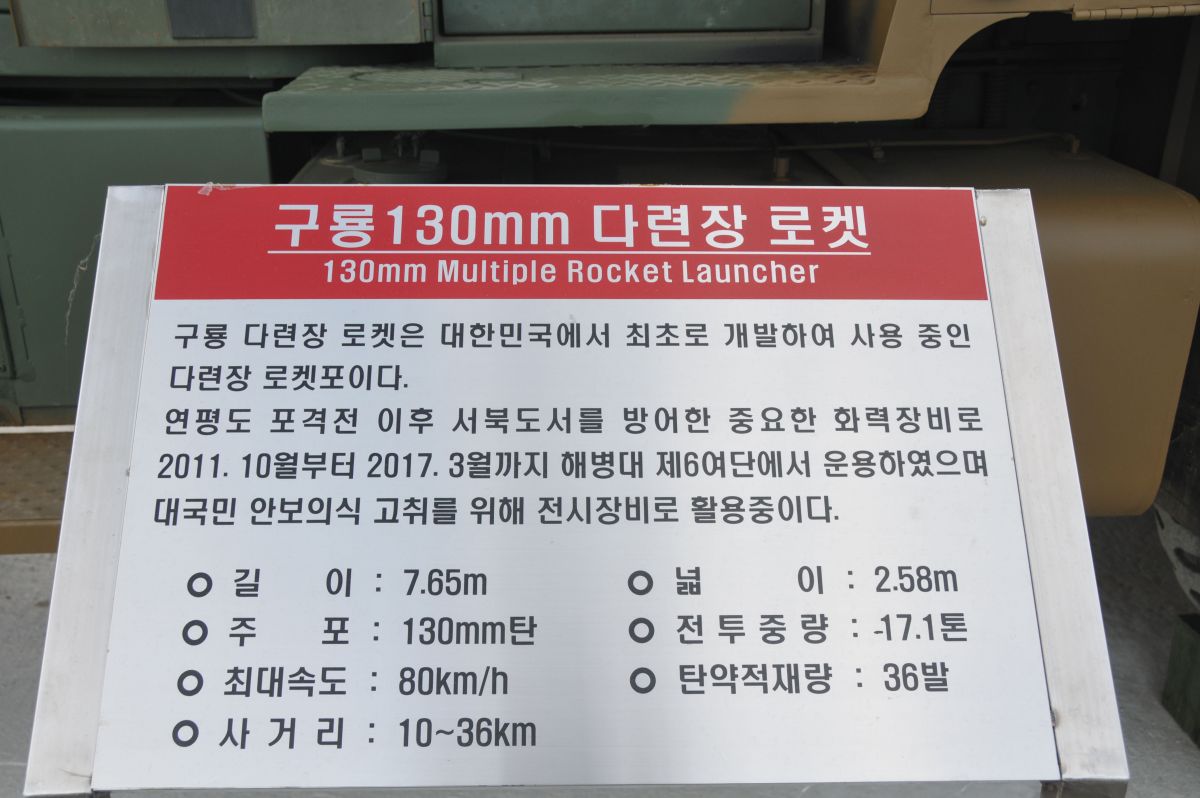 구룡130mm 다련장 로켓
130mm Multiple Rocket Launcher
구룡 다련장 로켓은 대한민국에서 최초로 개발하여 사용 중인
다련장 로켓포이다.
연평도 포격전 이후 서북도서를 방어한 중요한 화력장비로
2011. 10월부터 2017. 3월까지 해병대 제6여단에서 운용하였으며
대국민 안보의식 고취를 위해 전시장비로 활용중이다.
길 이 : 7.65m 넓 이 : 2.58m
주 포 : 130mm탄 전 투 중 량 : -17.1톤
최대속도 : 80km/h 탄약적재량 : 36발
사 거 리 : 10~36km